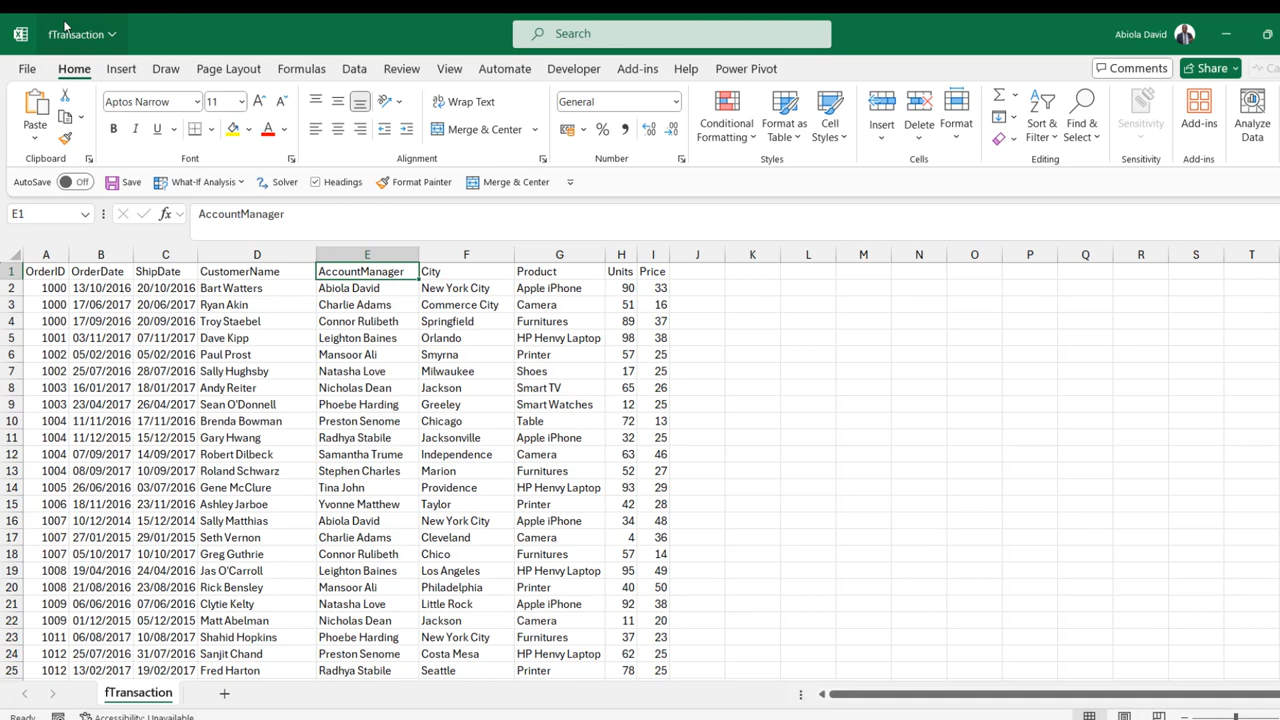 fTransaction
Search
Abiola David
File Home Insert Draw Page Layout Formulas Data Review View Automate Developer Add-ins Help Power Pivot
Comments Share
Paste
Aptos Narrow 11
B I U A
Wrap Text
Merge & Center
General
Conditional Formatting
Format as Table
Cell Styles
Insert Delete Format
Sort & Filter
Find & Select
Sensitivity
Add-ins
Analyze Data
Clipboard Font Alignment Number Styles Cells Editing Sensitivity Add-ins
AutoSave Off Save What-If Analysis Solver Headings Format Painter Merge & Center
E1 fx AccountManager
A B C D E F G H I J K L M N O P Q R S T
1 OrderID OrderDate ShipDate CustomerName AccountManager City Product Units Price
2 1000 13/10/2016 20/10/2016 Bart Watters Abiola David New York City Apple iPhone 90 33
3 1000 17/06/2017 20/06/2017 Ryan Akin Charlie Adams Commerce City Camera 51 16
4 1000 17/09/2016 20/09/2016 Troy Staebel Connor Rulibeth Springfield Furnitures 89 37
5 1001 03/11/2017 07/11/2017 Dave Kipp Leighton Baines Orlando HP Henvy Laptop 98 38
6 1002 05/02/2016 05/02/2016 Paul Prost Mansoor Ali Smyrna Printer 57 25
7 1002 25/07/2016 28/07/2016 Sally Hughsby Natasha Love Milwaukee Shoes 17 25
8 1003 16/01/2017 18/01/2017 Andy Reiter Nicholas Dean Jackson Smart TV 65 26
9 1003 23/04/2017 26/04/2017 Sean O'Donnell Phoebe Harding Greeley Smart Watches 12 25
10 1004 11/11/2016 17/11/2016 Brenda Bowman Preston Senome Chicago Table 72 13
11 1004 11/12/2015 15/12/2015 Gary Hwang Radhya Stabile Jacksonville Apple iPhone 32 25
12 1004 07/09/2017 14/09/2017 Robert Dilbeck Samantha Trume Independence Camera 63 46
13 1004 08/09/2017 10/09/2017 Roland Schwarz Stephen Charles Marion Furnitures 52 27
14 1005 26/06/2017 03/07/2017 Gene McClure Tina John Providence HP Henvy Laptop 93 29
15 1006 18/11/2016 23/11/2016 Ashley Jarboe Yvonne Matthew Taylor Printer 42 28
16 1007 10/12/2014 15/12/2014 Sally Matthias Abiola David New York City Apple iPhone 34 48
17 1007 27/01/2015 29/01/2015 Seth Vernon Charlie Adams Cleveland Camera 4 36
18 1007 05/10/2017 10/10/2017 Greg Guthrie Connor Rulibeth Chico Furnitures 57 14
19 1008 19/04/2016 24/04/2016 Jas O'Carroll Leighton Baines Los Angeles HP Henvy Laptop 95 49
20 1008 21/08/2016 23/08/2016 Rick Bensley Mansoor Ali Philadelphia Printer 40 50
21 1009 06/06/2016 07/06/2016 Clytie Kelty Natasha Love Little Rock Apple iPhone 92 38
22 1009 01/12/2015 05/12/2015 Matt Abelman Nicholas Dean Jackson Camera 11 20
23 1011 06/08/2017 10/08/2017 Shahid Hopkins Phoebe Harding New York City Furnitures 37 23
24 1012 25/07/2016 31/07/2016 Sanjit Chand Preston Senome Costa Mesa HP Henvy Laptop 62 25
25 1012 13/02/2017 19/02/2017 Fred Harton Radhya Stabile Seattle Printer 78 25
fTransaction
Accessibility: Unavailable